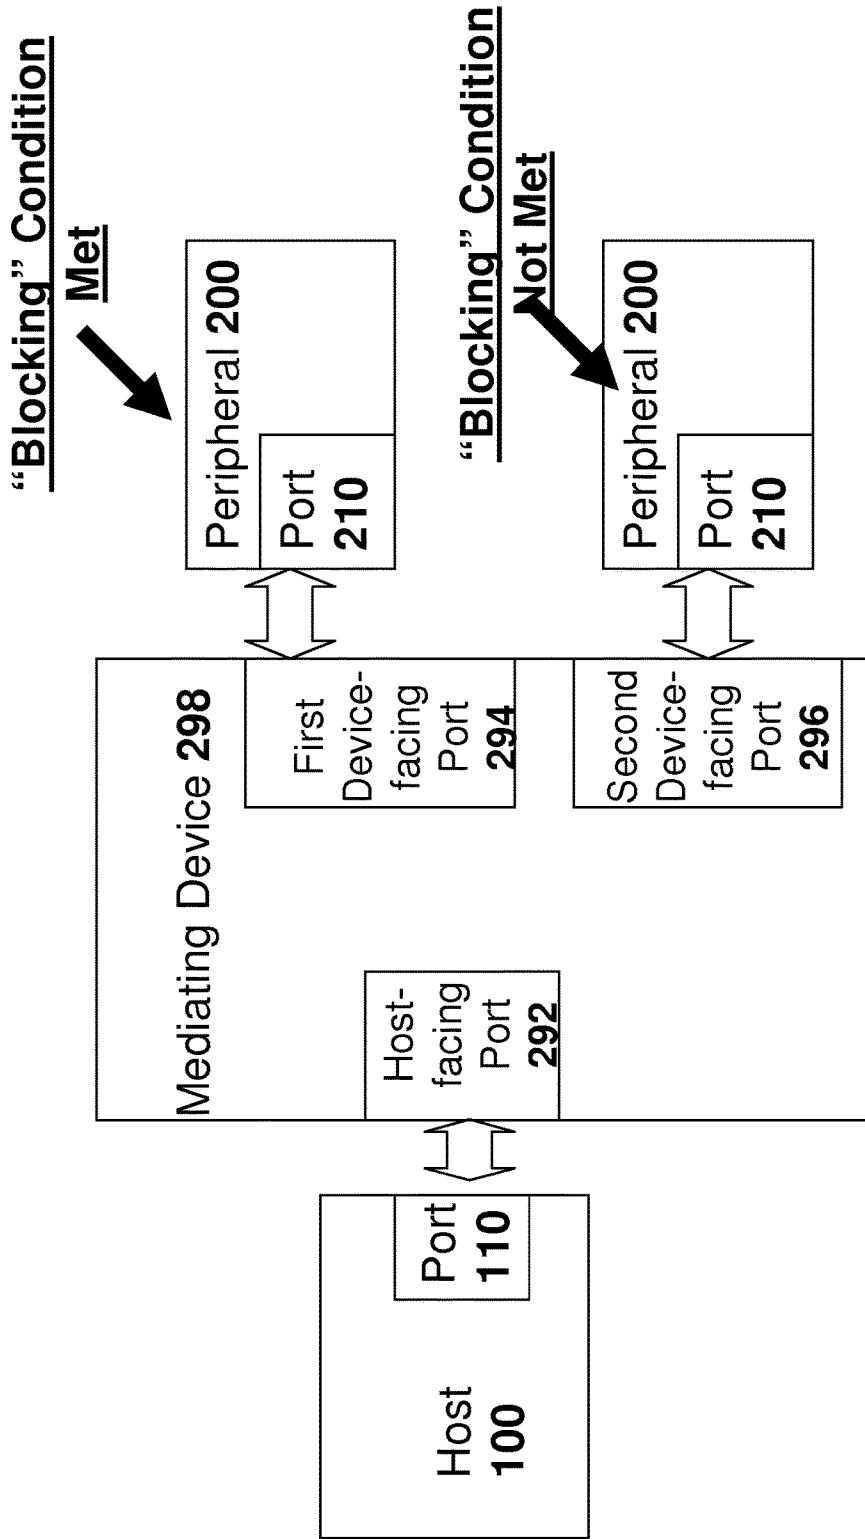 “Blocking” Condition
Met
Peripheral 200
Port
210
“Blocking” Condition
Not Met
Peripheral 200
Port
210
Mediating Device 298
First
Device-
facing
Port
294
Second
Device-
facing
Port
296
Host-
facing
Port
292
Port
110
Host
100